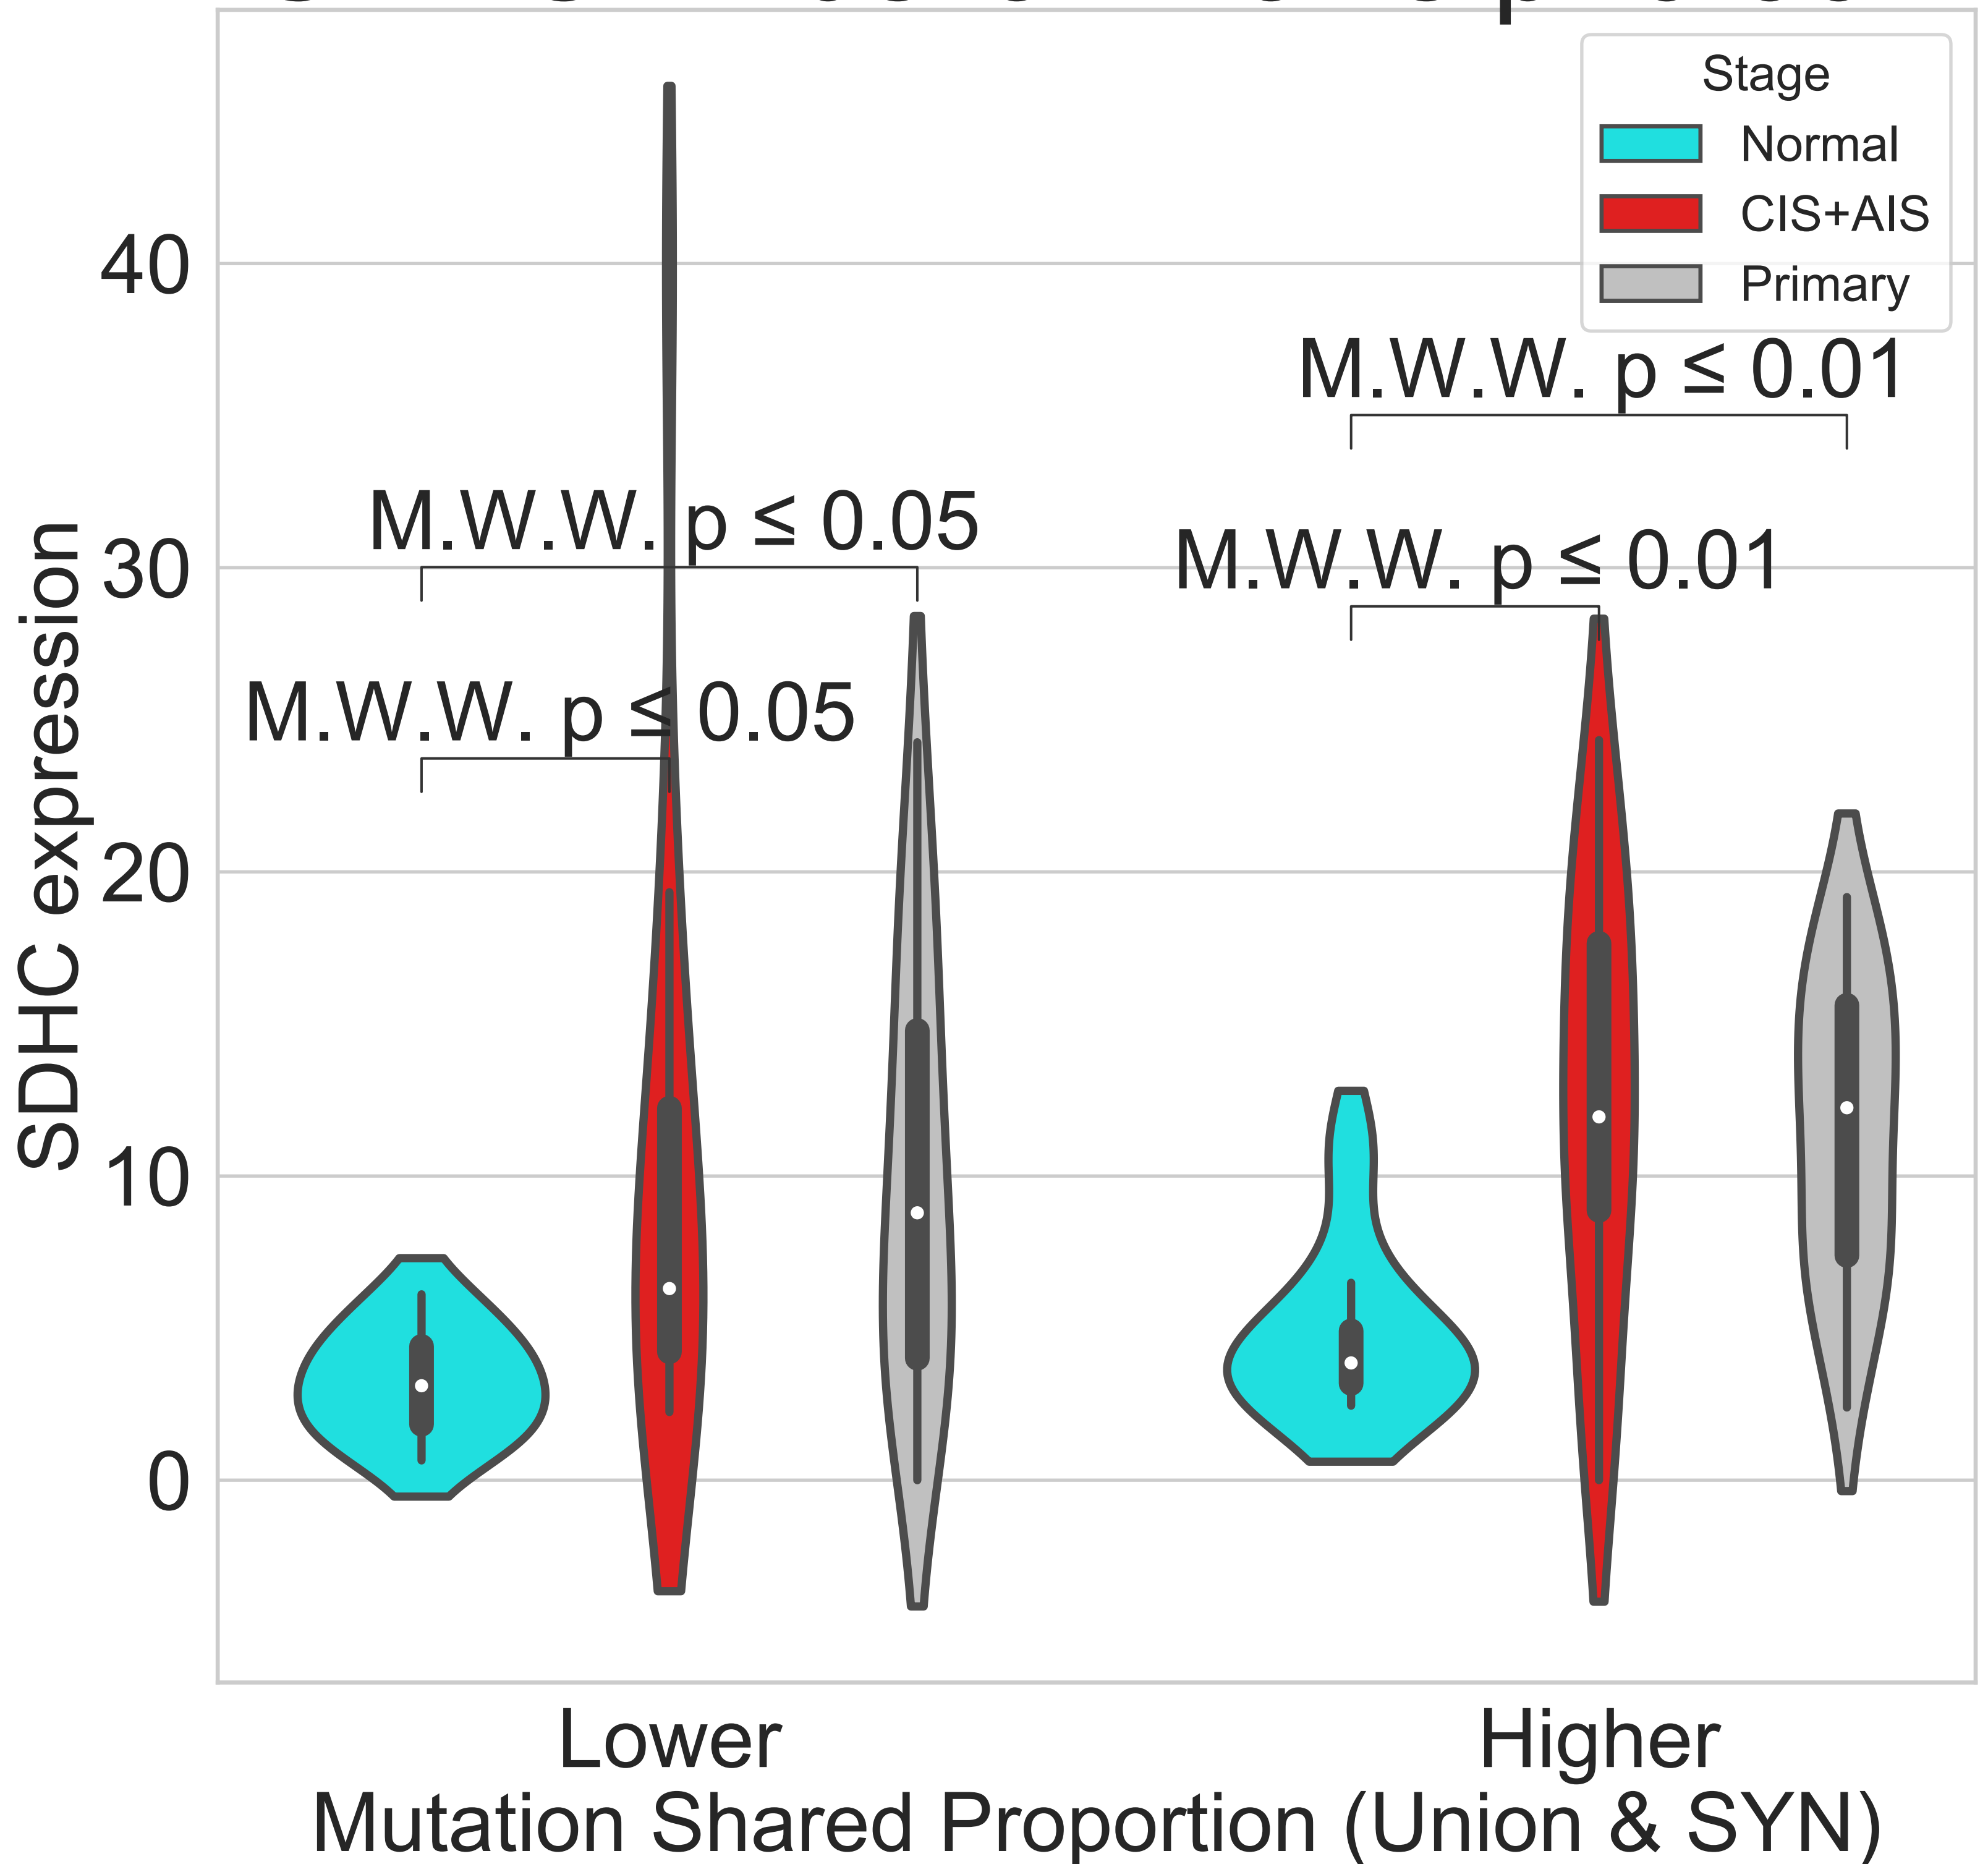 Stage
Normal
CIS+AIS
Primary
40
30
20
10
0
SDHC expression
M.W.W. p ≤ 0.01
M.W.W. p ≤ 0.05
M.W.W. p ≤ 0.01
M.W.W. p ≤ 0.05
Lower
Higher
Mutation Shared Proportion (Union & SYN)